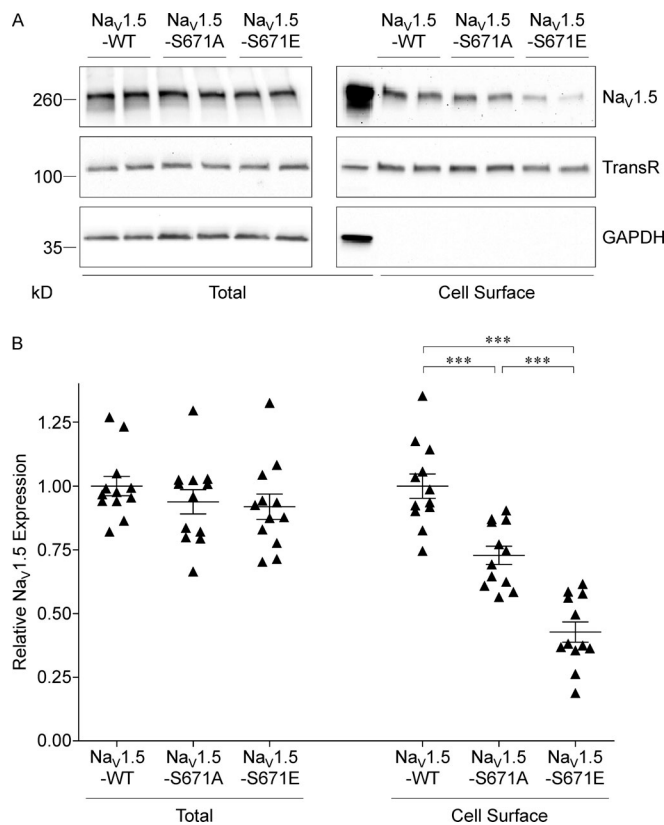 A
Nav1.5 Nav1.5 Nav1.5 Nav1.5 Nav1.5 Nav1.5
-WT -S671A -S671E -WT -S671A -S671E
260 Nav1.5
100 TransR
35 GAPDH
kD Total Cell Surface
B
*** 
*** ***
Relative Nav1.5 Expression
1.25
1.00
0.75
0.50
0.25
0.00
Nav1.5 Nav1.5 Nav1.5 Nav1.5 Nav1.5 Nav1.5
-WT -S671A -S671E -WT -S671A -S671E
Total Cell Surface